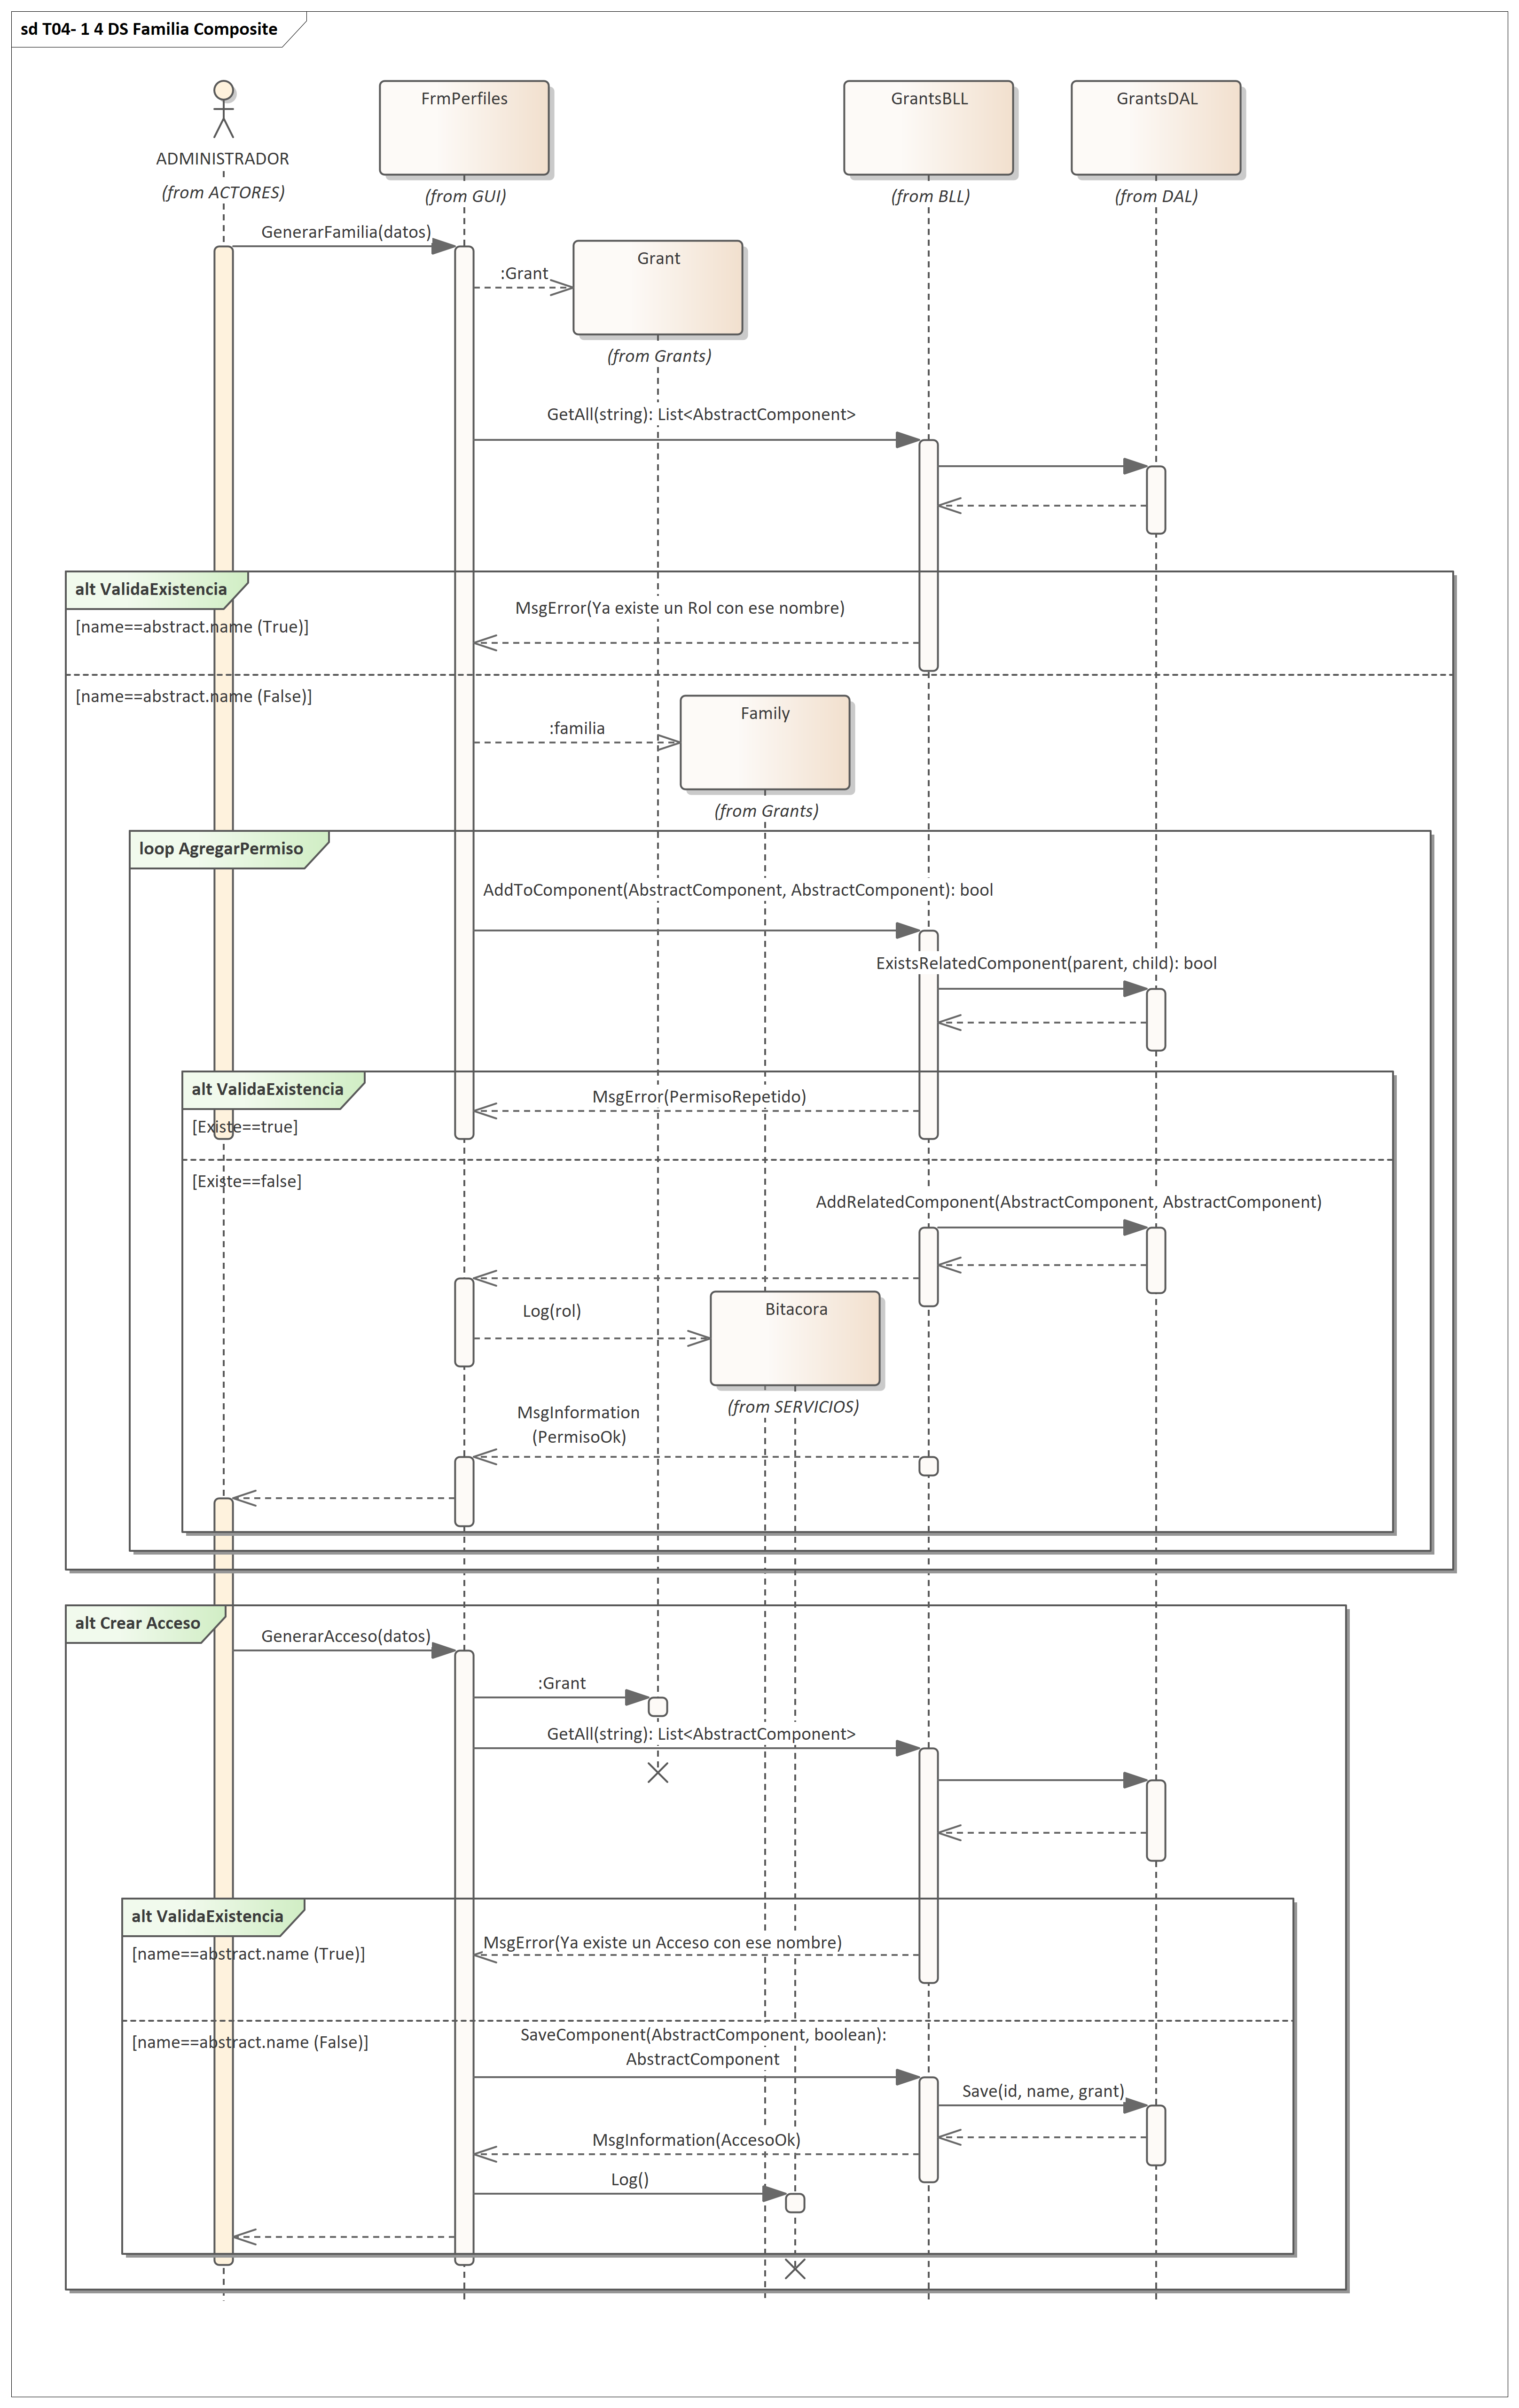 sd T04- 1 4 DS Familia Composite
ADMINISTRADOR
(from ACTORES)
FrmPerfiles
(from GUI)
GrantsBLL
(from BLL)
GrantsDAL
(from DAL)
GenerarFamilia(datos)
Grant
:Grant
(from Grants)
GetAll(string): List<AbstractComponent>
alt ValidaExistencia
MsgError(Ya existe un Rol con ese nombre)
[name==abstract.name (True)]
[name==abstract.name (False)]
Family
:familia
(from Grants)
loop AgregarPermiso
AddToComponent(AbstractComponent, AbstractComponent): bool
ExistsRelatedComponent(parent, child): bool
alt ValidaExistencia
MsgError(PermisoRepetido)
[Existe==true]
[Existe==false]
AddRelatedComponent(AbstractComponent, AbstractComponent)
Log(rol)
Bitacora
(from SERVICIOS)
MsgInformation
(PermisoOk)
alt Crear Acceso
GenerarAcceso(datos)
:Grant
GetAll(string): List<AbstractComponent>
alt ValidaExistencia
MsgError(Ya existe un Acceso con ese nombre)
[name==abstract.name (True)]
[name==abstract.name (False)]
SaveComponent(AbstractComponent, boolean):
AbstractComponent
Save(id, name, grant)
MsgInformation(AccesoOk)
Log()